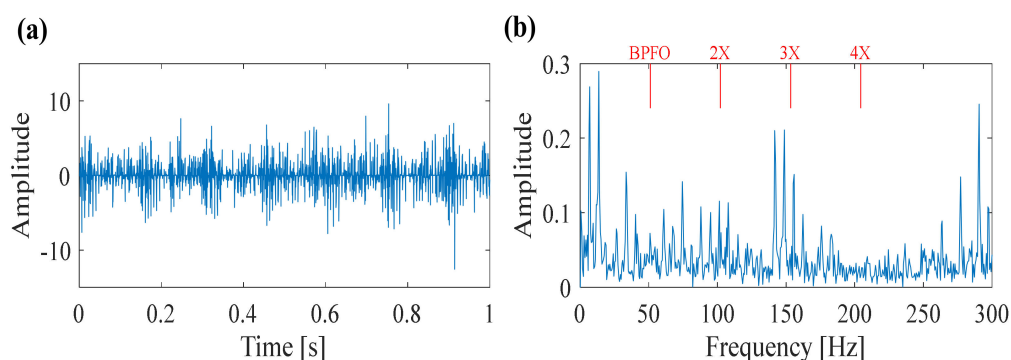 (a)
10
0
-10
Amplitude
0 0.2 0.4 0.6 0.8 1
Time [s]
(b)
BPFO 2X 3X 4X
0.3
0.2
0.1
0
Amplitude
0 50 100 150 200 250 300
Frequency [Hz]